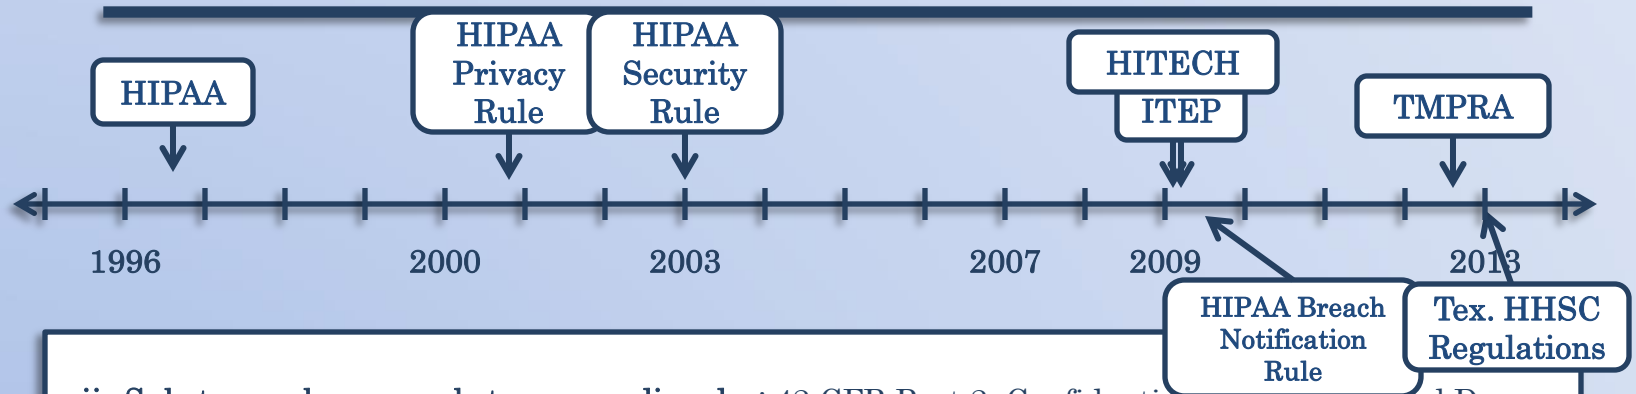 HIPAA
HIPAA
Privacy
Rule
HIPAA
Security
Rule
HITECH
ITEP
TMPRA
1996
2000
2003
2007
2009
2013
HIPAA Breach
Notification
Rule
Tex. HHSC
Regulations